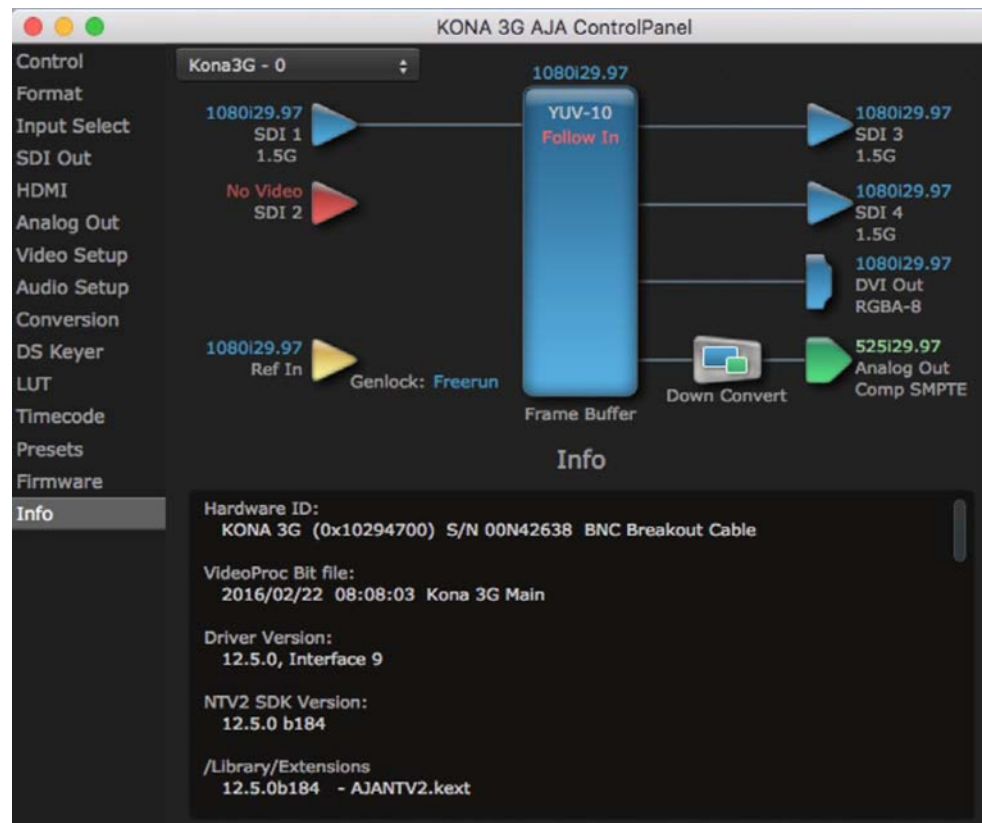 KONA 3G AJA ControlPanel
Control
Format
Input Select
SDI Out
HDMI
Analog Out
Video Setup
Audio Setup
Conversion
DS Keyer
LUT
Timecode
Presets
Firmware
Info
Kona3G - 0
1080i29.97
SDI 1
1.5G
No Video
SDI 2
1080i29.97
Ref In
Genlock: Freerun
1080i29.97
YUV-10
Follow In
Frame Buffer
Down Convert
1080i29.97
SDI 3
1.5G
1080i29.97
SDI 4
1.5G
1080i29.97
DVI Out
RGBA-8
525i29.97
Analog Out
Comp SMPTE
Info
Hardware ID:
KONA 3G (0x10294700) S/N 00N42638 BNC Breakout Cable
VideoProc Bit file:
2016/02/22 08:08:03 Kona 3G Main
Driver Version:
12.5.0, Interface 9
NTV2 SDK Version:
12.5.0 b184
/Library/Extensions
12.5.0b184 - AJANTV2.kext